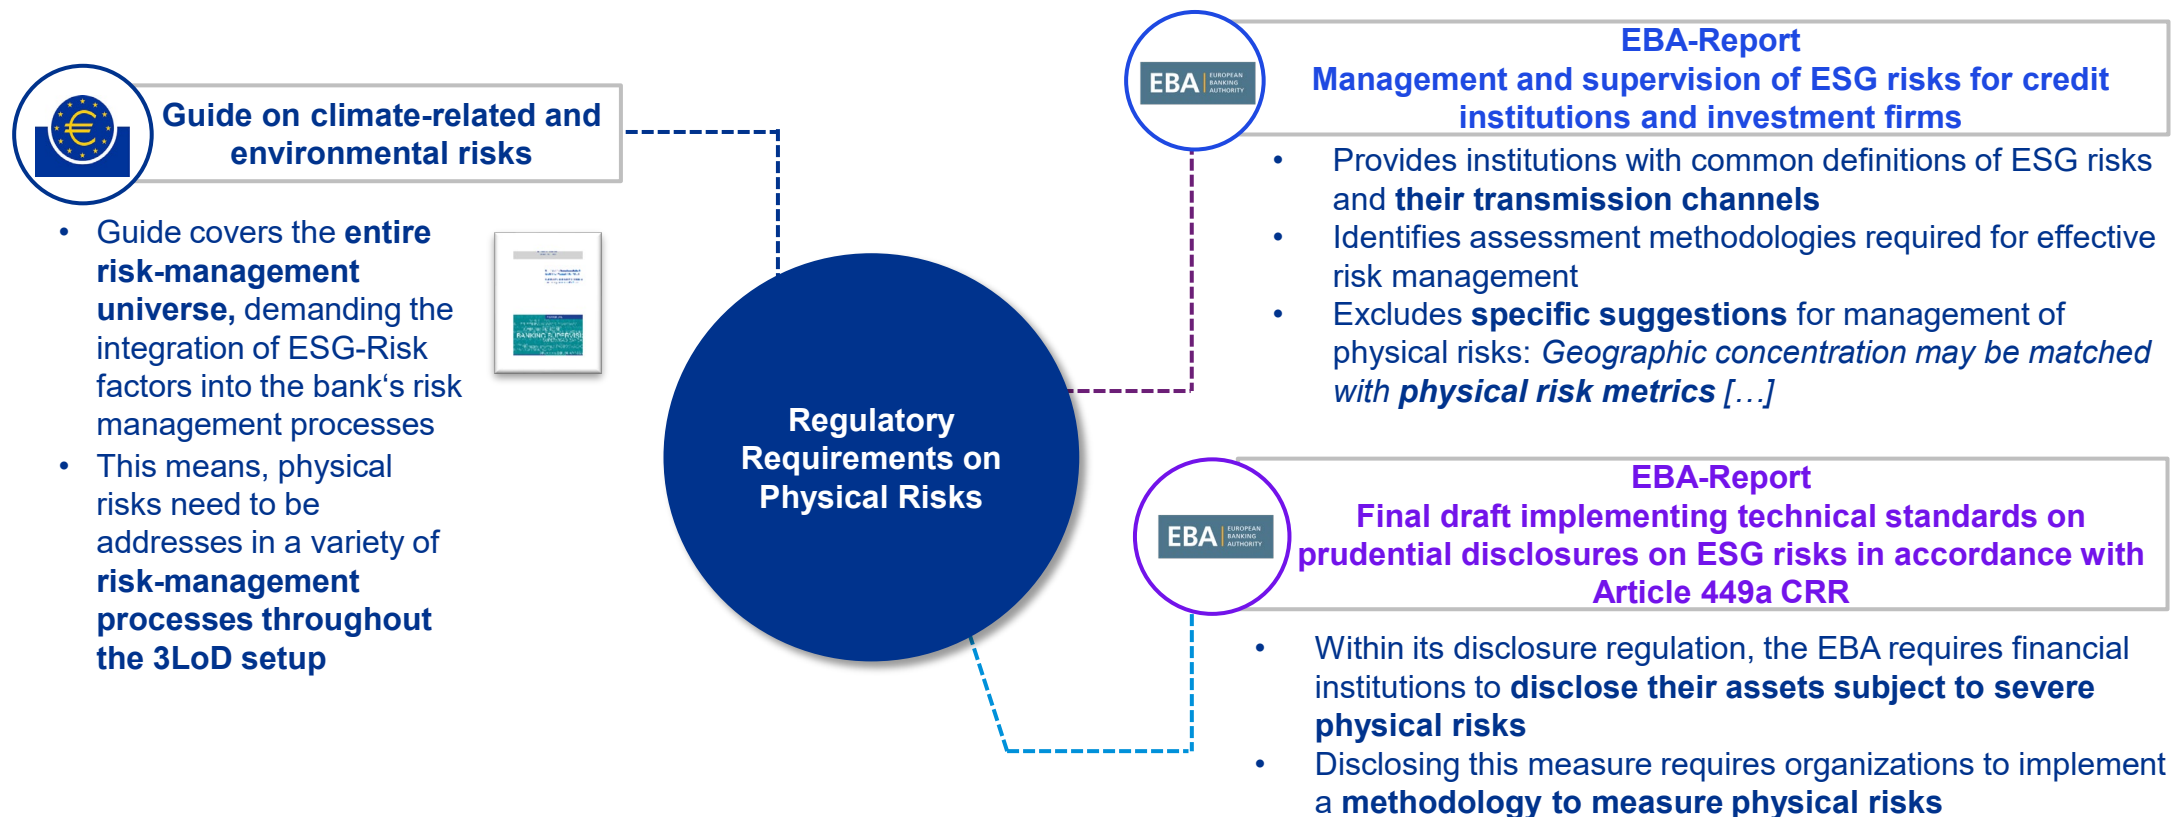 Guide on climate-related and
environmental risks
• Guide covers the entire
risk-management
universe, demanding the
integration of ESG-Risk
factors into the bank‘s risk
management processes
• This means, physical
risks need to be
addresses in a variety of
risk-management
processes throughout
the 3LoD setup
Regulatory
Requirements on
Physical Risks
EBA EUROPEAN
BANKING
AUTHORITY
EBA-Report
Management and supervision of ESG risks for credit
institutions and investment firms
• Provides institutions with common definitions of ESG risks
and their transmission channels
• Identifies assessment methodologies required for effective
risk management
• Excludes specific suggestions for management of
physical risks: Geographic concentration may be matched
with physical risk metrics […]
EBA EUROPEAN
BANKING
AUTHORITY
EBA-Report
Final draft implementing technical standards on
prudential disclosures on ESG risks in accordance with
Article 449a CRR
• Within its disclosure regulation, the EBA requires financial
institutions to disclose their assets subject to severe
physical risks
• Disclosing this measure requires organizations to implement
a methodology to measure physical risks